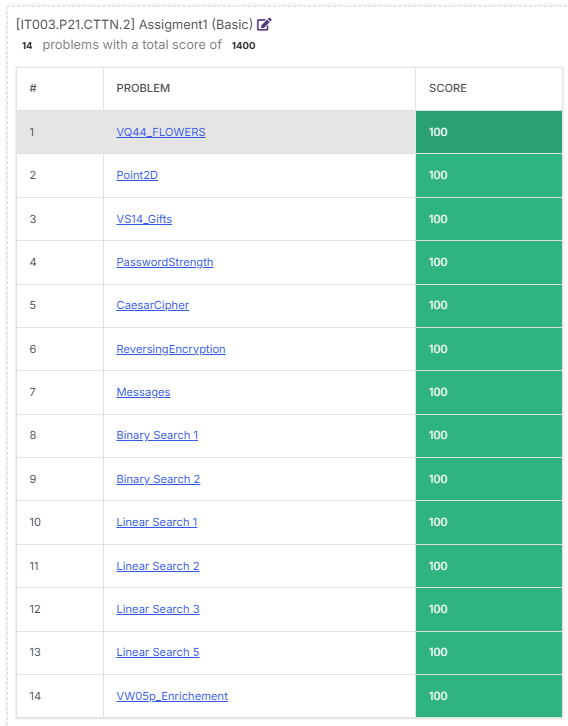 [IT003.P21.CTTN.2] Assigment1 (Basic)
14 problems with a total score of 1400
# PROBLEM SCORE
1 VQ44_FLOWERS 100
2 Point2D 100
3 VS14_Gifts 100
4 PasswordStrength 100
5 CaesarCipher 100
6 ReversingEncryption 100
7 Messages 100
8 Binary Search 1 100
9 Binary Search 2 100
10 Linear Search 1 100
11 Linear Search 2 100
12 Linear Search 3 100
13 Linear Search 5 100
14 VW05p_Enrichement 100